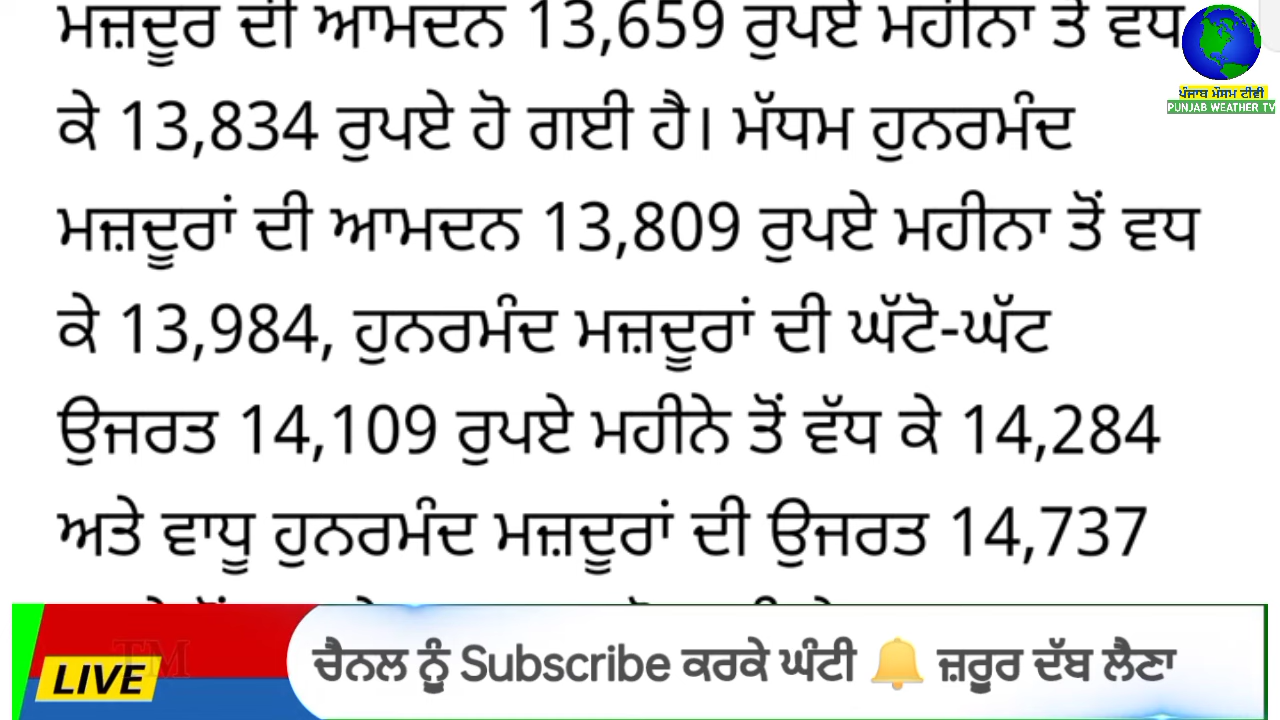 ਮਜ਼ਦੂਰ ਦੀ ਆਮਦਨ 13,659 ਰੁਪਏ ਮਹੀਨਾ ਤੋਂ ਵਧ
ਕੇ 13,834 ਰੁਪਏ ਹੋ ਗਈ ਹੈ। ਮੱਧਮ ਹੁਨਰਮੰਦ
ਮਜ਼ਦੂਰਾਂ ਦੀ ਆਮਦਨ 13,809 ਰੁਪਏ ਮਹੀਨਾ ਤੋਂ ਵਧ
ਕੇ 13,984, ਹੁਨਰਮੰਦ ਮਜ਼ਦੂਰਾਂ ਦੀ ਘੱਟੋ-ਘੱਟ
ਉਜਰਤ 14,109 ਰੁਪਏ ਮਹੀਨੇ ਤੋਂ ਵੱਧ ਕੇ 14,284
ਅਤੇ ਵਾਧੂ ਹੁਨਰਮੰਦ ਮਜ਼ਦੂਰਾਂ ਦੀ ਉਜਰਤ 14,737
ਪੰਜਾਬ ਮੌਸਮ ਟੀਵੀ
PUNJAB WEATHER TV
TM
LIVE
ਚੈਨਲ ਨੂੰ Subscribe ਕਰਕੇ ਘੰਟੀ 🔔 ਜ਼ਰੂਰ ਦੱਬ ਲੈਣਾ